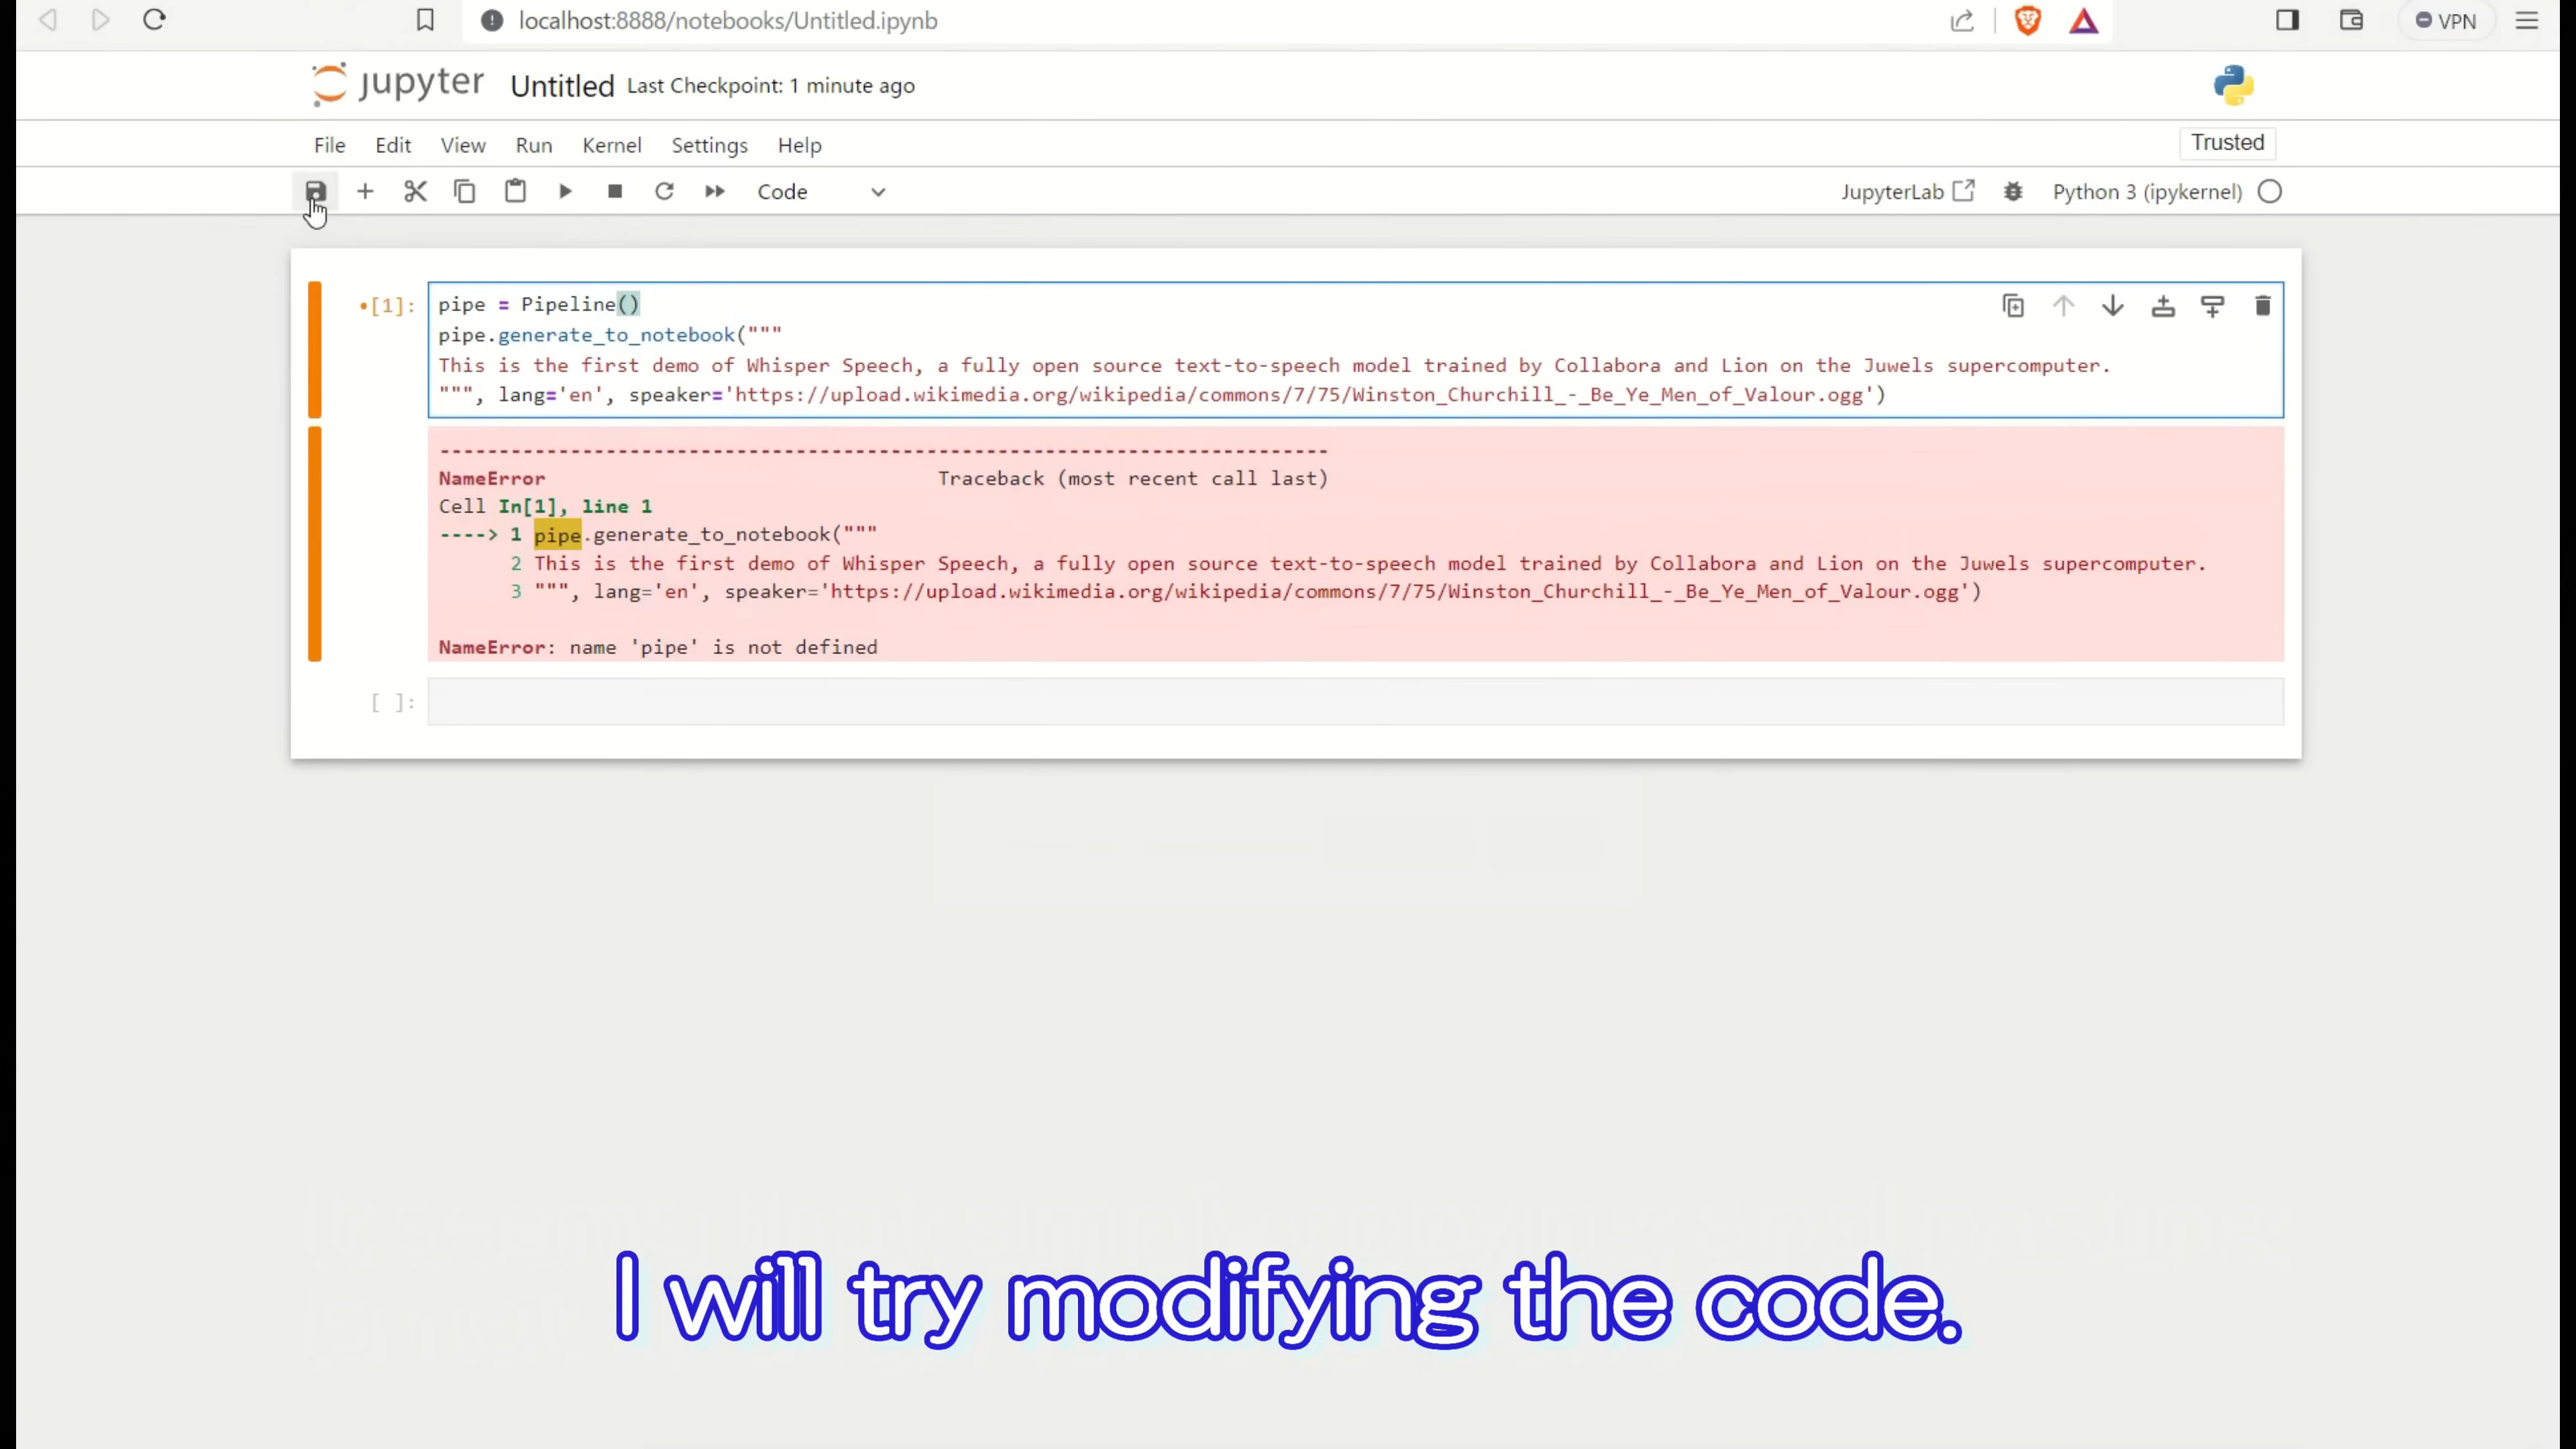 localhost:8888/notebooks/Untitled.ipynb
VPN
jupyter Untitled Last Checkpoint: 1 minute ago
File Edit View Run Kernel Settings Help
Trusted
Code
JupyterLab
Python 3 (ipykernel)
•[1]:
pipe = Pipeline()
pipe.generate_to_notebook("""
This is the first demo of Whisper Speech, a fully open source text-to-speech model trained by Collabora and Lion on the Juwels supercomputer.
""", lang='en', speaker='https://upload.wikimedia.org/wikipedia/commons/7/75/Winston_Churchill_-_Be_Ye_Men_of_Valour.ogg')
---------------------------------------------------------------------------
NameError Traceback (most recent call last)
Cell In[1], line 1
----> 1 pipe.generate_to_notebook("""
2 This is the first demo of Whisper Speech, a fully open source text-to-speech model trained by Collabora and Lion on the Juwels supercomputer.
3 """, lang='en', speaker='https://upload.wikimedia.org/wikipedia/commons/7/75/Winston_Churchill_-_Be_Ye_Men_of_Valour.ogg')
NameError: name 'pipe' is not defined
[ ]:
I will try modifying the code.